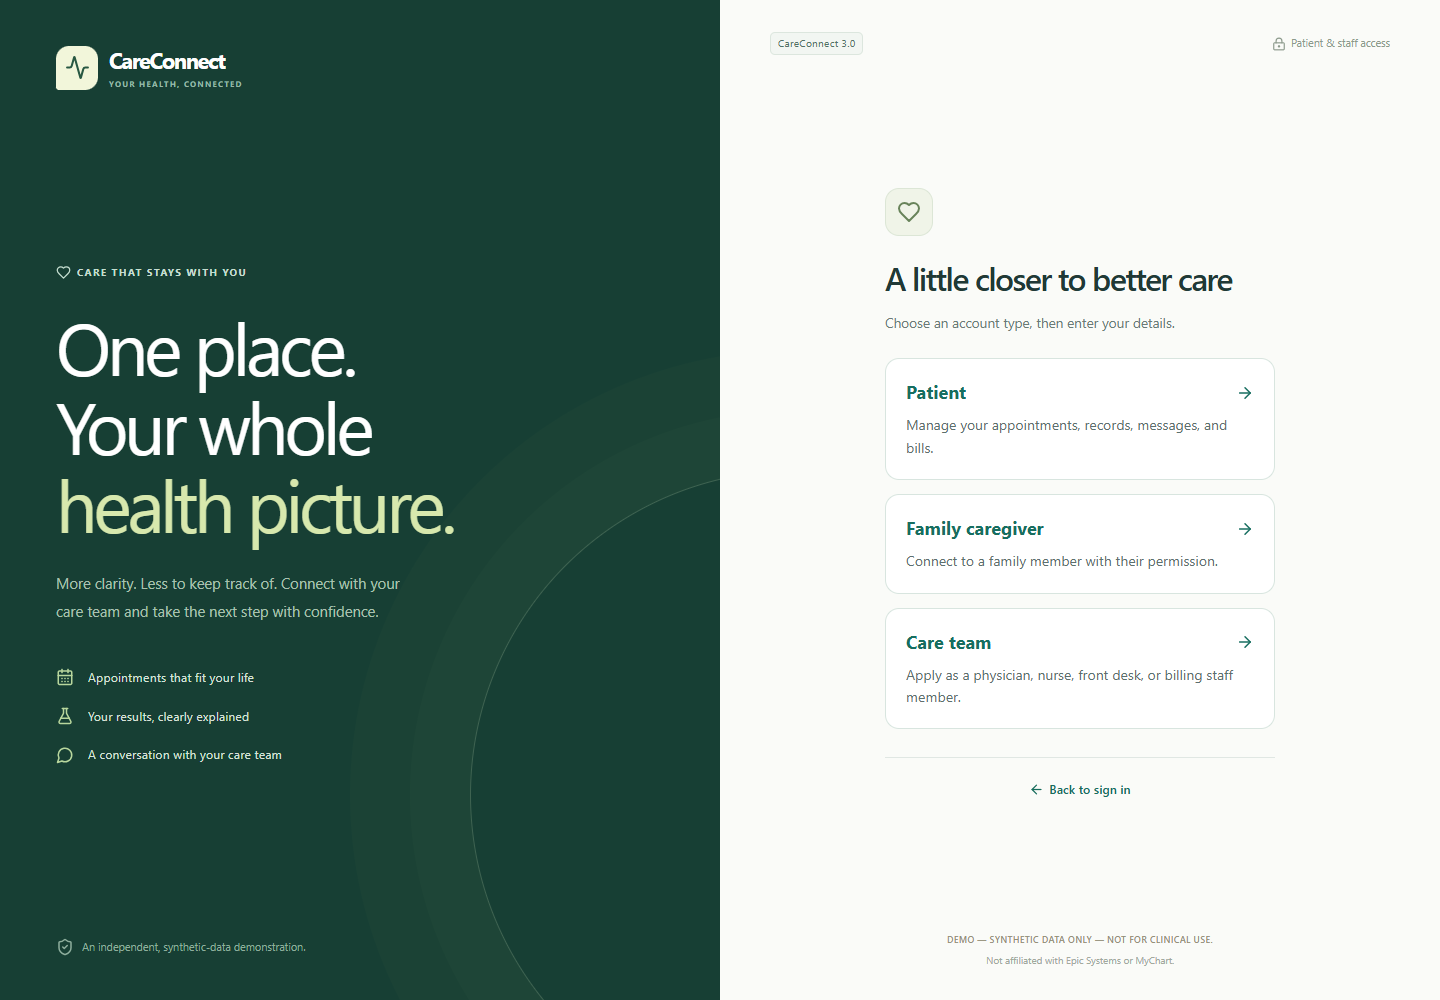 CareConnect
YOUR HEALTH, CONNECTED
CARE THAT STAYS WITH YOU
One place.
Your whole
health picture.
More clarity. Less to keep track of. Connect with your
care team and take the next step with confidence.
Appointments that fit your life
Your results, clearly explained
A conversation with your care team
An independent, synthetic-data demonstration.
CareConnect 3.0
Patient & staff access
A little closer to better care
Choose an account type, then enter your details.
Patient
Manage your appointments, records, messages, and
bills.
Family caregiver
Connect to a family member with their permission.
Care team
Apply as a physician, nurse, front desk, or billing staff
member.
Back to sign in
DEMO — SYNTHETIC DATA ONLY — NOT FOR CLINICAL USE.
Not affiliated with Epic Systems or MyChart.